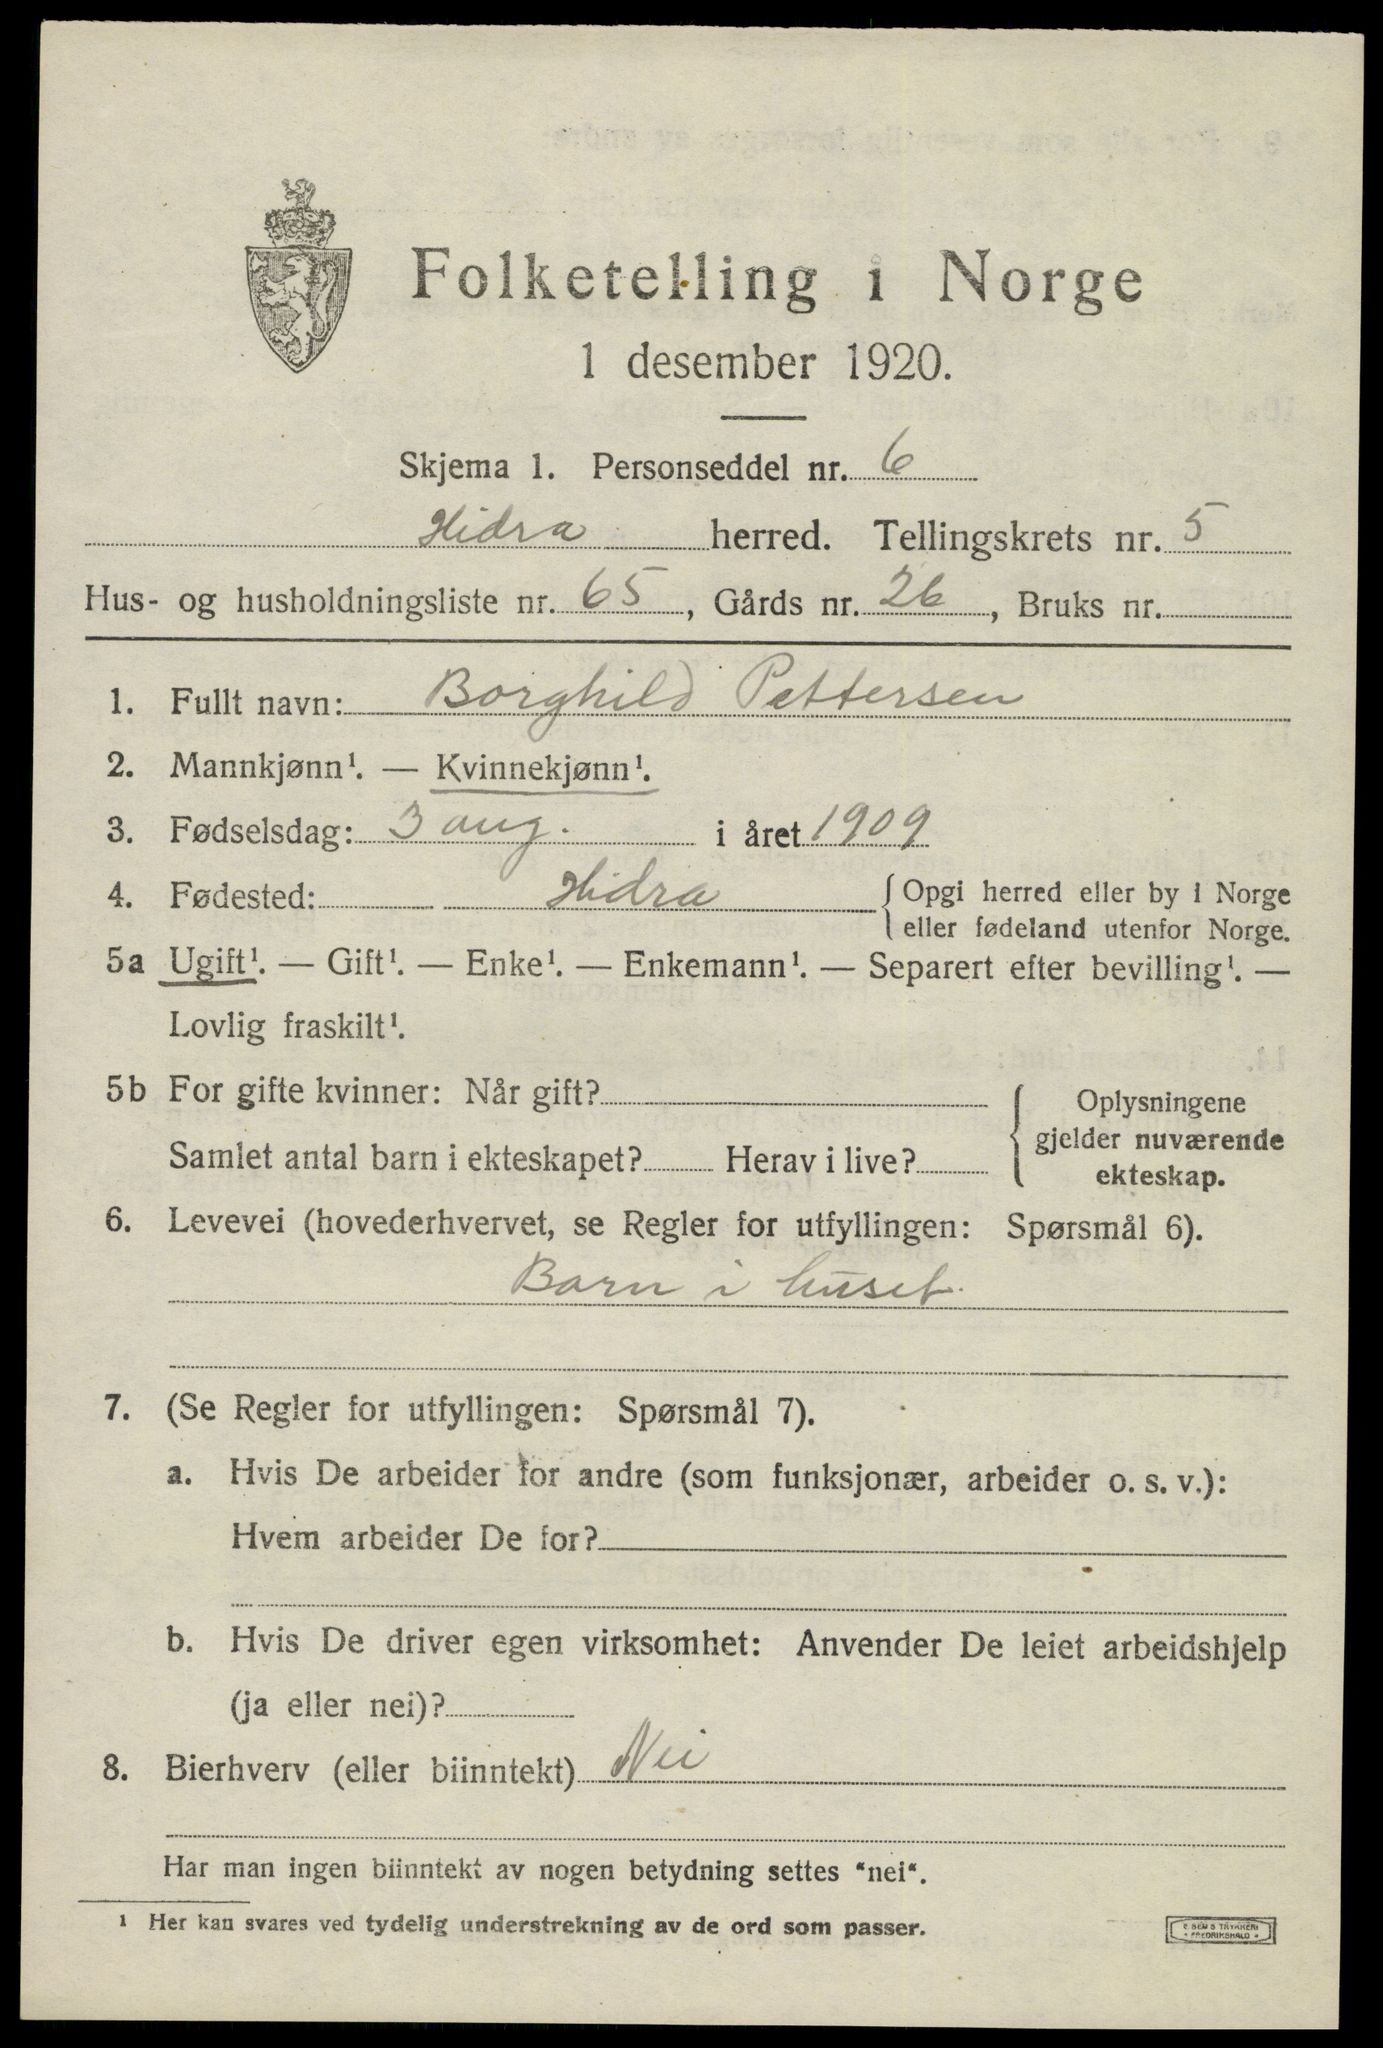 Folketelling i Norge
1 desember 1920.
Skjema 1. Personseddel nr. 6
Hidra herred. Tellingskrets nr. 5
Hus- og husholdningsliste nr. 65, Gårds nr. 26, Bruks nr.
1. Fullt navn: Borghild Pettersen
2. Mannkjønn¹. — Kvinnekjønn¹.
3. Fødselsdag: 3 aug. i året 1909
4. Fødested: Hidra { Opgi herred eller by i Norge
eller fødeland utenfor Norge.
5a Ugift¹. — Gift¹. — Enke¹. — Enkemann¹. — Separert efter bevilling¹. —
Lovlig fraskilt¹.
5b For gifte kvinner: Når gift?
Samlet antal barn i ekteskapet? Herav i live?
Oplysningene
gjelder nuværende
ekteskap.
6. Levevei (hovederhvervet, se Regler for utfyllingen: Spørsmål 6).
Barn i huset
7. (Se Regler for utfyllingen: Spørsmål 7).
a. Hvis De arbeider for andre (som funksjonær, arbeider o. s. v.):
Hvem arbeider De for?
b. Hvis De driver egen virksomhet: Anvender De leiet arbeidshjelp
(ja eller nei)?
8. Bierhverv (eller biinntekt) Nei
Har man ingen biinntekt av nogen betydning settes “nei“.
1 Her kan svares ved tydelig understrekning av de ord som passer.
E SEM'S TRYKKERI
FREDRIKSHALD